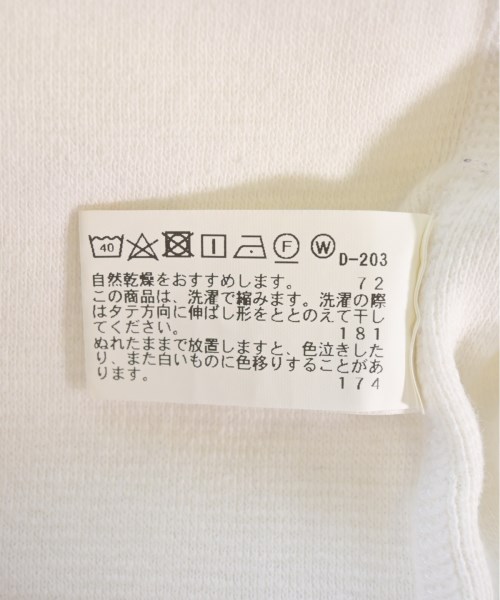 40 F W D-203
自然乾燥をおすすめします。 72
この商品は、洗濯で縮みます。洗濯の際
はタテ方向に伸ばし形をととのえて干し
てください。 181
ぬれたままで放置しますと、色泣きした
り、また白いものに色移りすることがあ
ります。 174